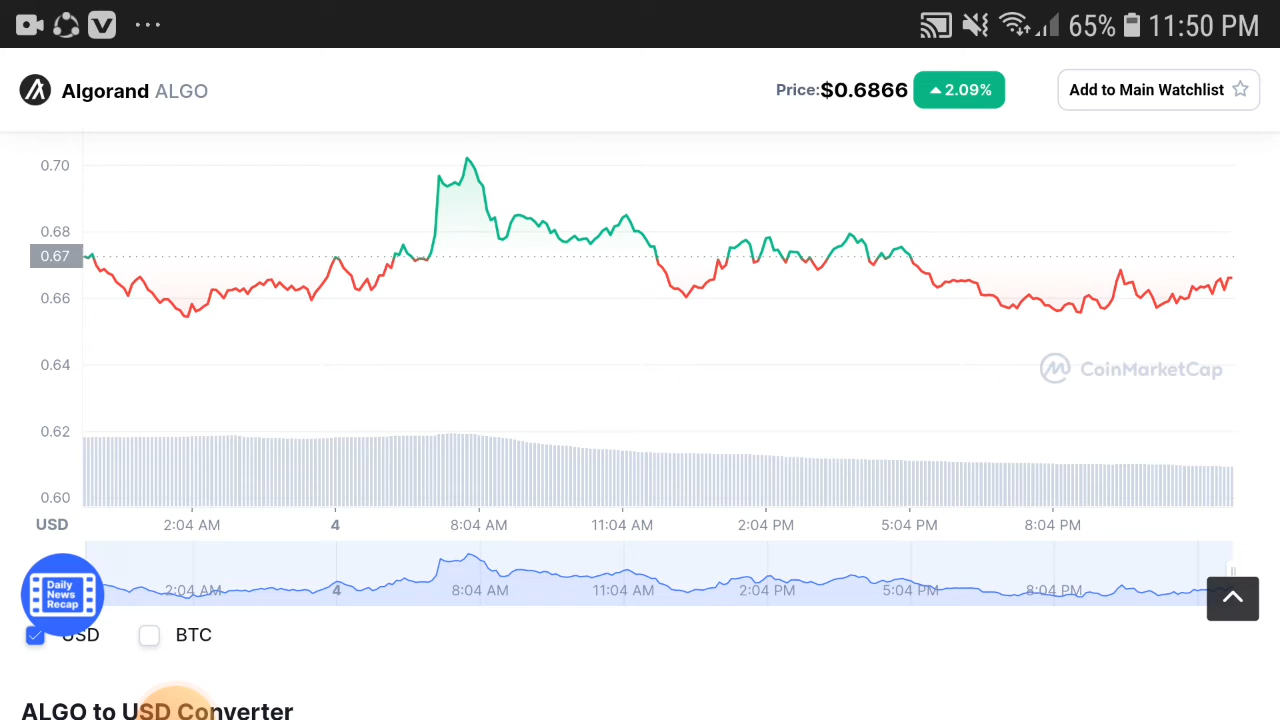 65% 11:50 PM
Algorand ALGO
Price:$0.6866 2.09%
Add to Main Watchlist
0.70
0.68
0.67
0.66
0.64
CoinMarketCap
0.62
0.60
USD 2:04 AM 4 8:04 AM 11:04 AM 2:04 PM 5:04 PM 8:04 PM
2:04 AM 4 8:04 AM 11:04 AM 2:04 PM 5:04 PM 8:04 PM
Daily
News
Recap
USD BTC
ALGO to USD Converter